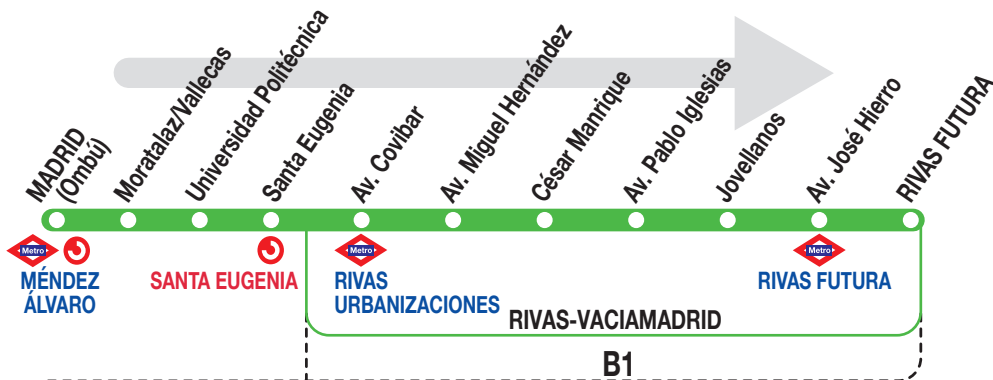 MADRID
(Ombú)
Moratalaz/Vallecas
Universidad Politécnica
Santa Eugenia
Av. Covibar
Av. Miguel Hernández
César Manrique
Av. Pablo Iglesias
Jovellanos
Av. José Hierro
RIVAS FUTURA
Metro
MÉNDEZ
ÁLVARO
SANTA EUGENIA
Metro
RIVAS
URBANIZACIONES
Metro
RIVAS FUTURA
RIVAS-VACIAMADRID
B1